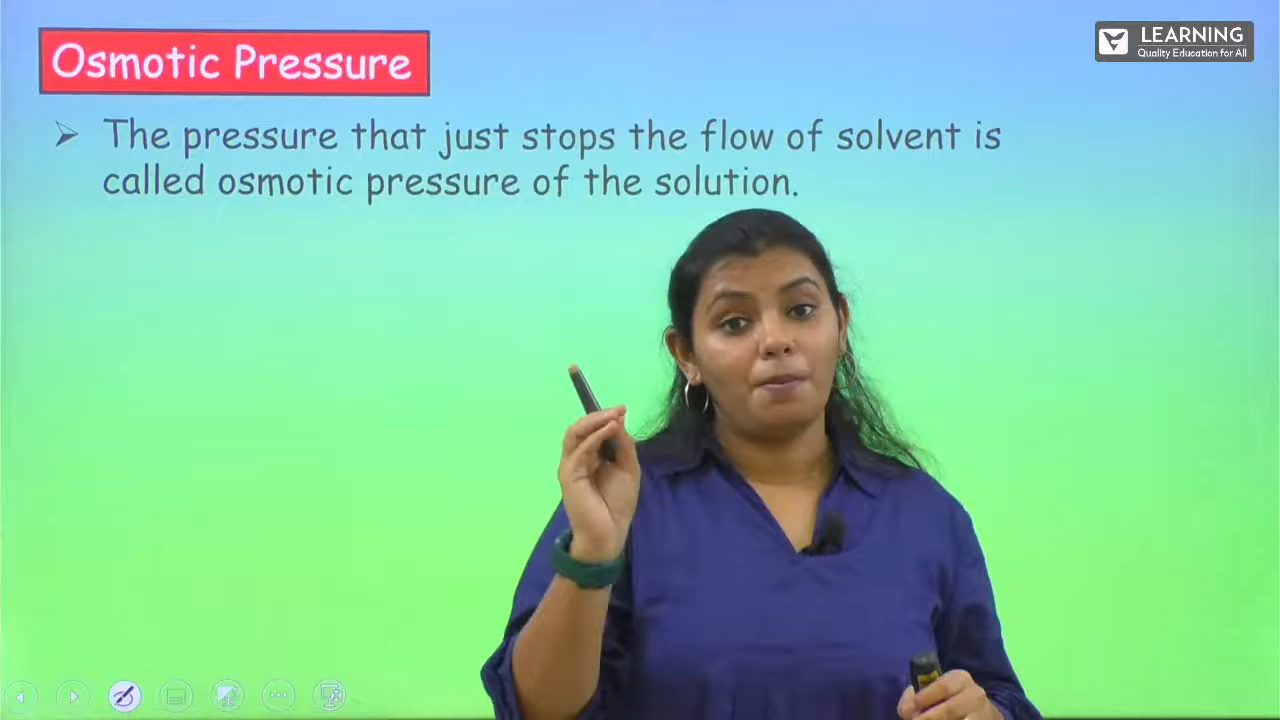 Osmotic Pressure
LEARNING
Quality Education for All
The pressure that just stops the flow of solvent is
called osmotic pressure of the solution.